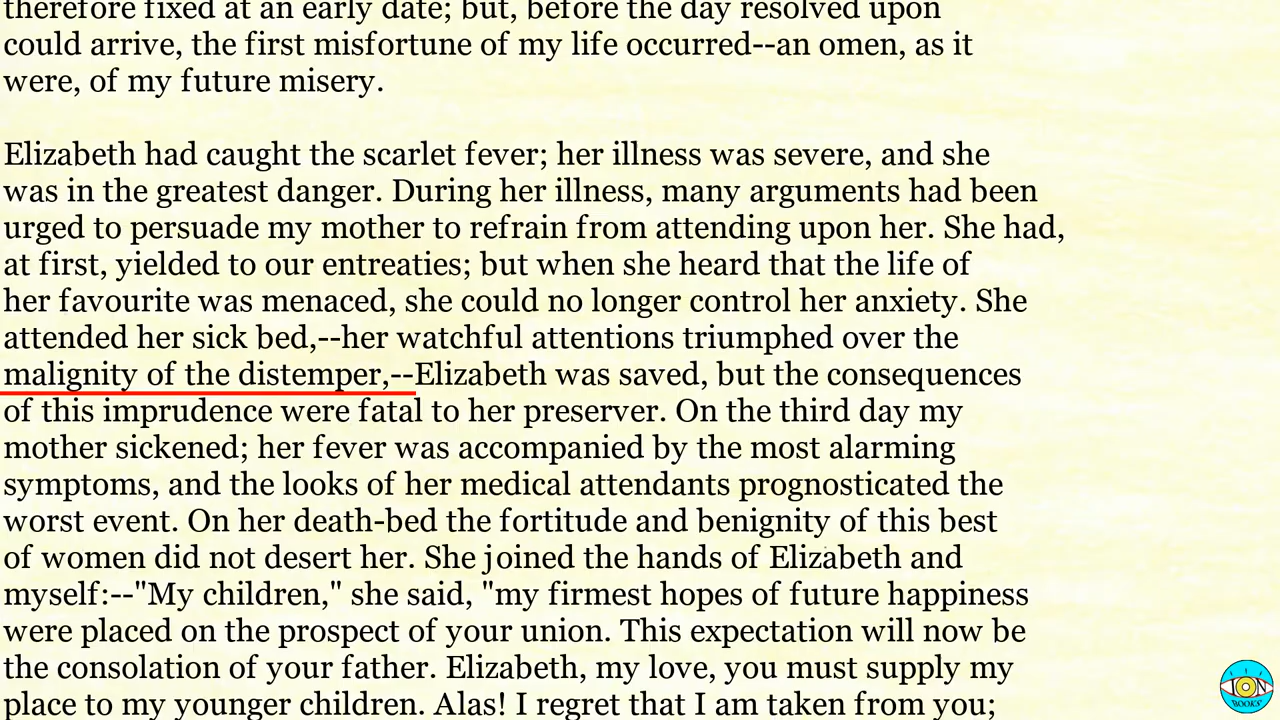 therefore fixed at an early date; but, before the day resolved upon
could arrive, the first misfortune of my life occurred--an omen, as it
were, of my future misery.
Elizabeth had caught the scarlet fever; her illness was severe, and she
was in the greatest danger. During her illness, many arguments had been
urged to persuade my mother to refrain from attending upon her. She had,
at first, yielded to our entreaties; but when she heard that the life of
her favourite was menaced, she could no longer control her anxiety. She
attended her sick bed,--her watchful attentions triumphed over the
malignity of the distemper,--Elizabeth was saved, but the consequences
of this imprudence were fatal to her preserver. On the third day my
mother sickened; her fever was accompanied by the most alarming
symptoms, and the looks of her medical attendants prognosticated the
worst event. On her death-bed the fortitude and benignity of this best
of women did not desert her. She joined the hands of Elizabeth and
myself:--"My children," she said, "my firmest hopes of future happiness
were placed on the prospect of your union. This expectation will now be
the consolation of your father. Elizabeth, my love, you must supply my
place to my younger children. Alas! I regret that I am taken from you;
ION
BOOKS